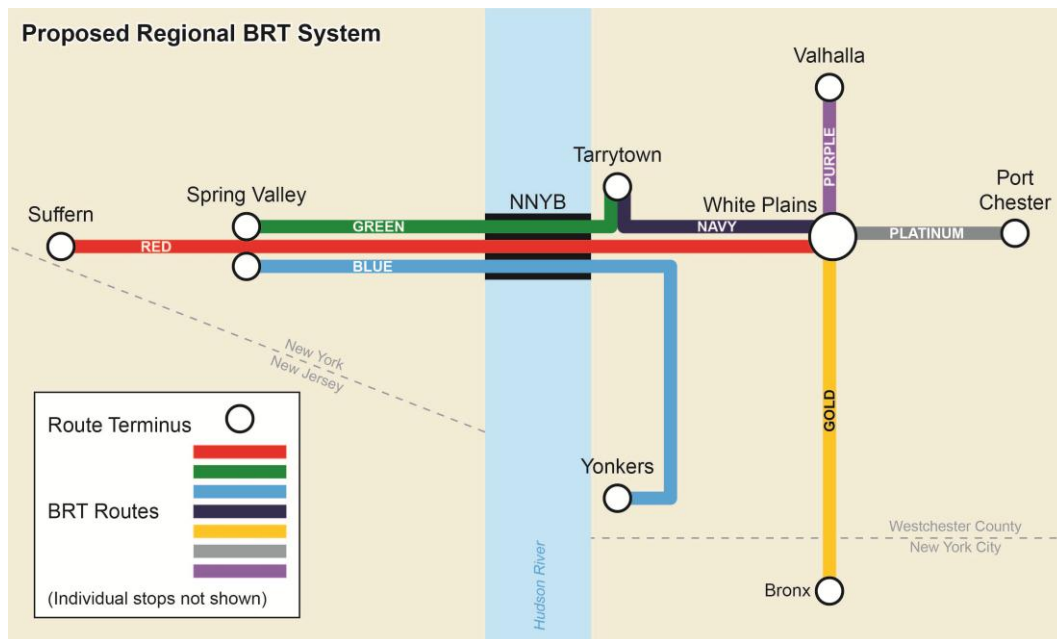 Proposed Regional BRT System
Valhalla
PURPLE
Tarrytown
Spring Valley
NNYB
White Plains
Port
Chester
Suffern
GREEN
NAVY
PLATINUM
RED
BLUE
New York
New Jersey
GOLD
Route Terminus
BRT Routes
(Individual stops not shown)
Yonkers
Westchester County
New York City
Hudson River
Bronx